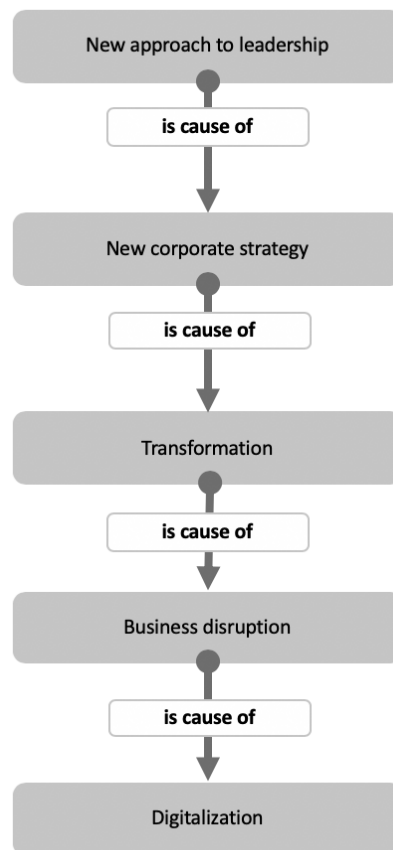 New approach to leadership
is cause of
New corporate strategy
is cause of
Transformation
is cause of
Business disruption
is cause of
Digitalization